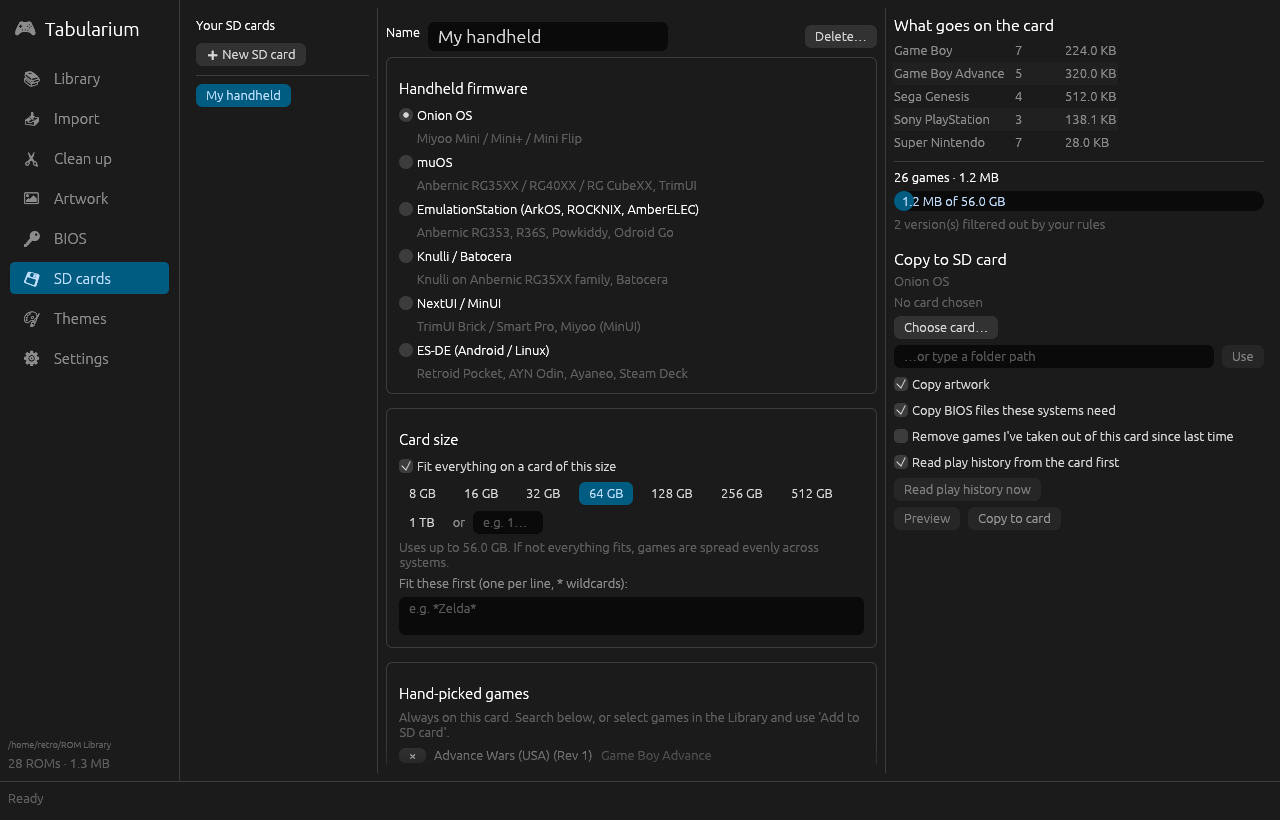 Tabularium
Library
Import
Clean up
Artwork
BIOS
SD cards
Themes
Settings
/home/retro/ROM Library
28 ROMs · 1.3 MB
Ready
Your SD cards
+ New SD card
My handheld
Name
My handheld
Delete…
Handheld firmware
Onion OS
Miyoo Mini / Mini+ / Mini Flip
muOS
Anbernic RG35XX / RG40XX / RG CubeXX, TrimUI
EmulationStation (ArkOS, ROCKNIX, AmberELEC)
Anbernic RG353, R36S, Powkiddy, Odroid Go
Knulli / Batocera
Knulli on Anbernic RG35XX family, Batocera
NextUI / MinUI
TrimUI Brick / Smart Pro, Miyoo (MinUI)
ES-DE (Android / Linux)
Retroid Pocket, AYN Odin, Ayaneo, Steam Deck
Card size
Fit everything on a card of this size
8 GB 16 GB 32 GB 64 GB 128 GB 256 GB 512 GB
1 TB or e.g. 1…
Uses up to 56.0 GB. If not everything fits, games are spread evenly across
systems.
Fit these first (one per line, * wildcards):
e.g. *Zelda*
Hand-picked games
Always on this card. Search below, or select games in the Library and use 'Add to
SD card'.
× Advance Wars (USA) (Rev 1) Game Boy Advance
What goes on the card
Game Boy 7 224.0 KB
Game Boy Advance 5 320.0 KB
Sega Genesis 4 512.0 KB
Sony PlayStation 3 138.1 KB
Super Nintendo 7 28.0 KB
26 games · 1.2 MB
1.2 MB of 56.0 GB
2 version(s) filtered out by your rules
Copy to SD card
Onion OS
No card chosen
Choose card…
…or type a folder path Use
Copy artwork
Copy BIOS files these systems need
Remove games I've taken out of this card since last time
Read play history from the card first
Read play history now
Preview Copy to card